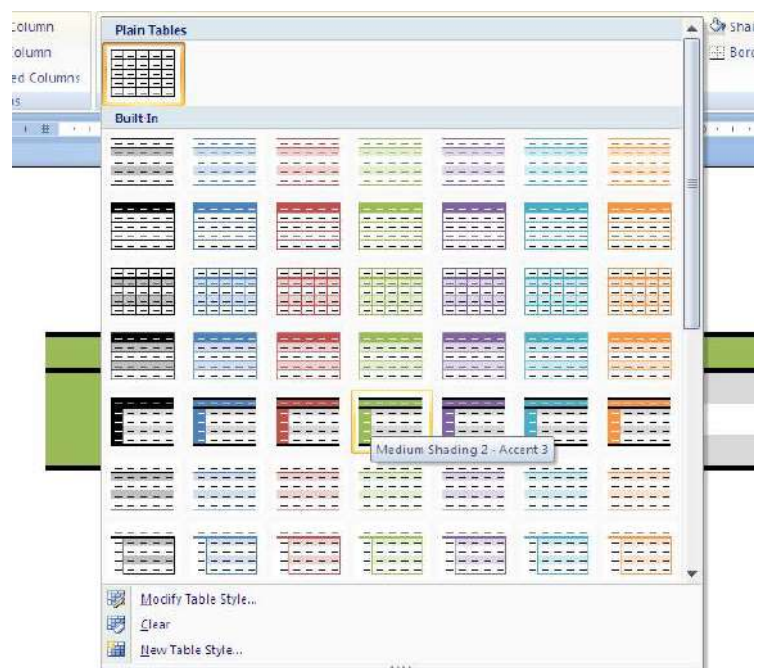 Column
Column
ed Columns
Plain Tables
Sha
Bor
Built-In
Medium Shading 2 - Accent 3
Modify Table Style...
Clear
New Table Style...